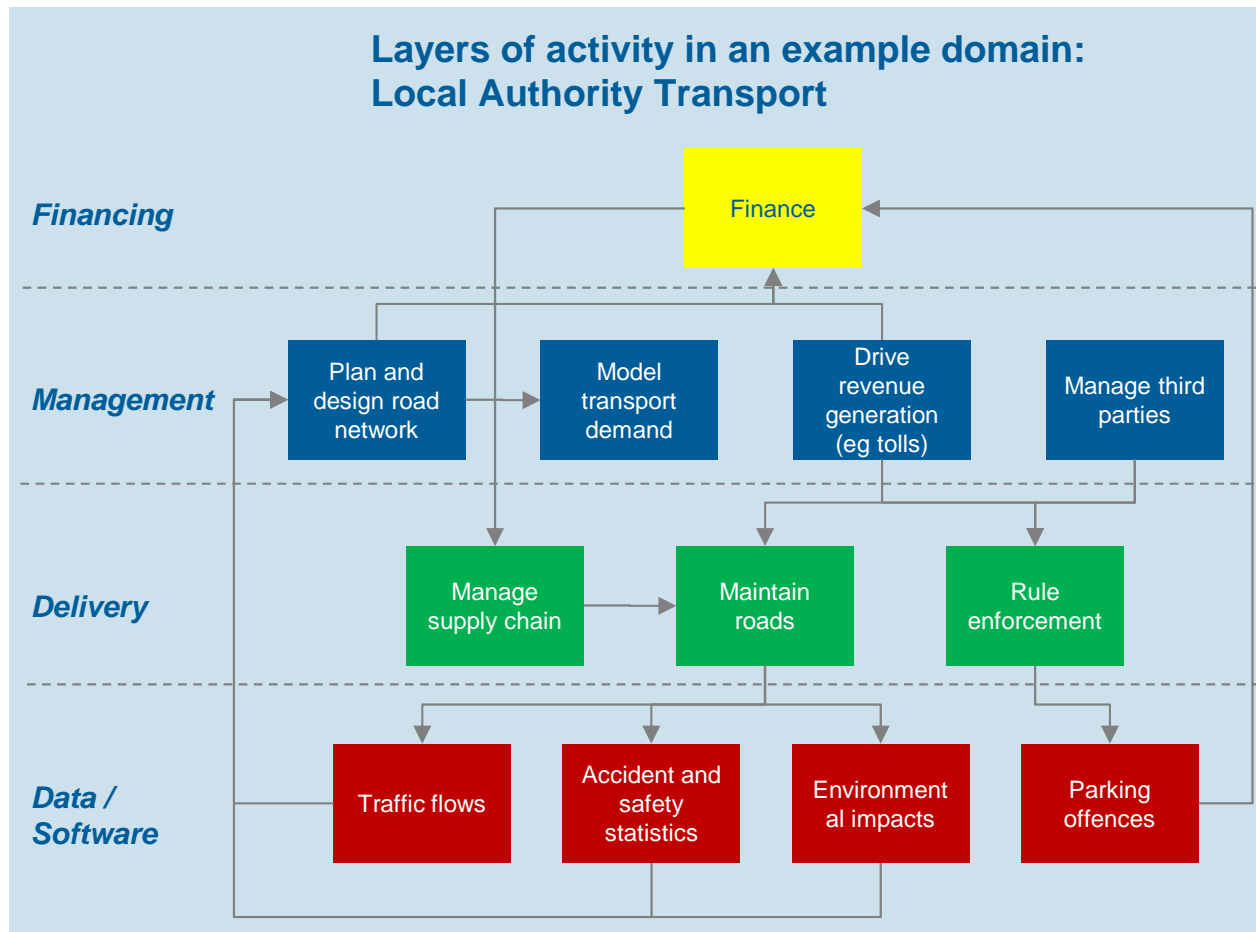 Layers of activity in an example domain:
Local Authority Transport
Financing
Finance
Management
Plan and
design road
network
Model
transport
demand
Drive
revenue
generation
(eg tolls)
Manage third
parties
Delivery
Manage
supply chain
Maintain
roads
Rule
enforcement
Data /
Software
Traffic flows
Accident and
safety
statistics
Environment
al impacts
Parking
offences